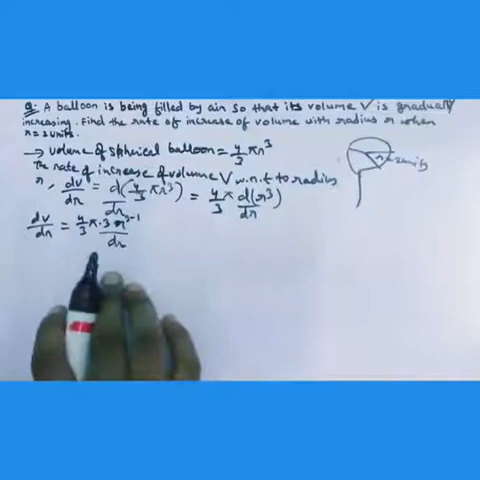 Q: A balloon is being filled by air so that its volume V is gradually
increasing. Find the rate of increase of volume with radius r when
r = 2 units.
→ volume of spherical balloon = 4/3 πr³
The rate of increase of volume V w.r.t to radius
r, dv/dr = d(4/3 πr³)/dr = 4/3 π d(r³)/dr
dv/dr = 4/3 π·3 r³⁻¹/dr
r=2 units